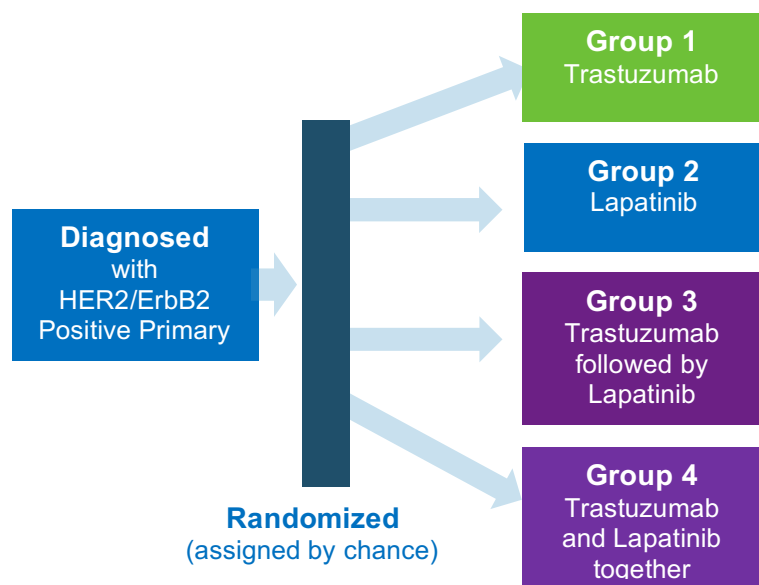 Diagnosed
with
HER2/ErbB2
Positive Primary
Randomized
(assigned by chance)
Group 1
Trastuzumab
Group 2
Lapatinib
Group 3
Trastuzumab
followed by
Lapatinib
Group 4
Trastuzumab
and Lapatinib
together